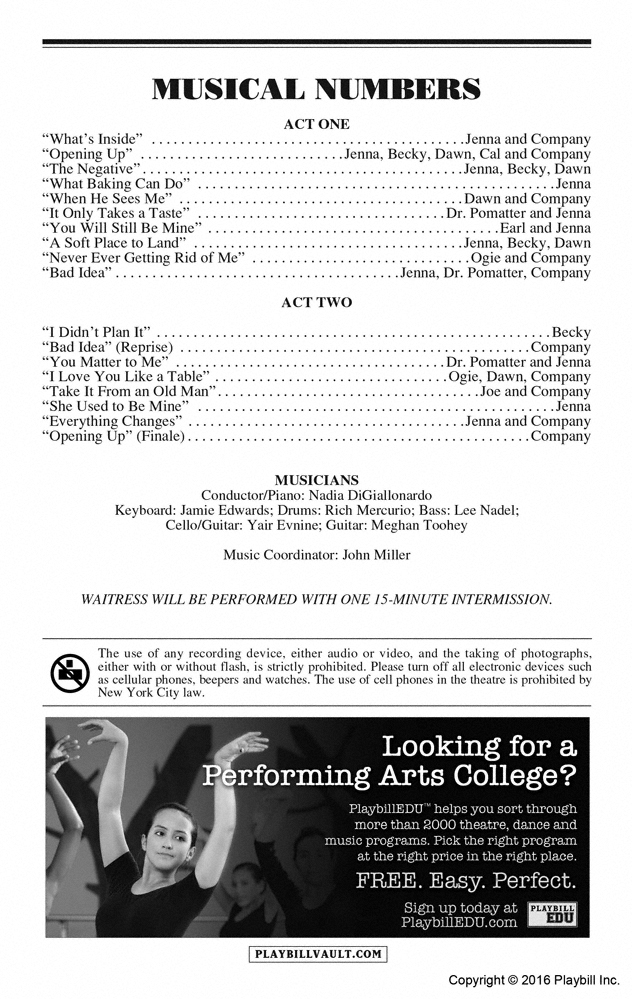 MUSICAL NUMBERS
ACT ONE
“What’s Inside” . . . . . . . . . . . . . . . . . . . . . . . . . . . . . . Jenna and Company
“Opening Up” . . . . . . . . . . . . . . . . . . . . Jenna, Becky, Dawn, Cal and Company
“The Negative” . . . . . . . . . . . . . . . . . . . . . . . . . . . . . . Jenna, Becky, Dawn
“What Baking Can Do” . . . . . . . . . . . . . . . . . . . . . . . . . . . . . . Jenna
“When He Sees Me” . . . . . . . . . . . . . . . . . . . . . . . . . . Dawn and Company
“It Only Takes a Taste” . . . . . . . . . . . . . . . . . . . . . . Dr. Pomatter and Jenna
“You Will Still Be Mine” . . . . . . . . . . . . . . . . . . . . . . . . . . Earl and Jenna
“A Soft Place to Land” . . . . . . . . . . . . . . . . . . . . . . . . Jenna, Becky, Dawn
“Never Ever Getting Rid of Me” . . . . . . . . . . . . . . . . . . . . Ogie and Company
“Bad Idea” . . . . . . . . . . . . . . . . . . . . . . . . . . Jenna, Dr. Pomatter, Company
ACT TWO
“I Didn’t Plan It” . . . . . . . . . . . . . . . . . . . . . . . . . . . . . . . . . . Becky
“Bad Idea” (Reprise) . . . . . . . . . . . . . . . . . . . . . . . . . . . . . . Company
“You Matter to Me” . . . . . . . . . . . . . . . . . . . . . . . . Dr. Pomatter and Jenna
“I Love You Like a Table” . . . . . . . . . . . . . . . . . . . . Ogie, Dawn, Company
“Take It From an Old Man” . . . . . . . . . . . . . . . . . . . . . . Joe and Company
“She Used to Be Mine” . . . . . . . . . . . . . . . . . . . . . . . . . . . . . . Jenna
“Everything Changes” . . . . . . . . . . . . . . . . . . . . . . . . Jenna and Company
“Opening Up” (Finale) . . . . . . . . . . . . . . . . . . . . . . . . . . . . . . Company
MUSICIANS
Conductor/Piano: Nadia DiGiallonardo
Keyboard: Jamie Edwards; Drums: Rich Mercurio; Bass: Lee Nadel;
Cello/Guitar: Yair Evnine; Guitar: Meghan Toohey
Music Coordinator: John Miller
WAITRESS WILL BE PERFORMED WITH ONE 15-MINUTE INTERMISSION.
The use of any recording device, either audio or video, and the taking of photographs,
either with or without flash, is strictly prohibited. Please turn off all electronic devices such
as cellular phones, beepers and watches. The use of cell phones in the theatre is prohibited by
New York City law.
Looking for a
Performing Arts College?
PlaybillEDU™ helps you sort through
more than 2000 theatre, dance and
music programs. Pick the right program
at the right price in the right place.
FREE. Easy. Perfect.
Sign up today at
PlaybillEDU.com
PLAYBILL
EDU
PLAYBILLVAULT.COM
Copyright © 2016 Playbill Inc.